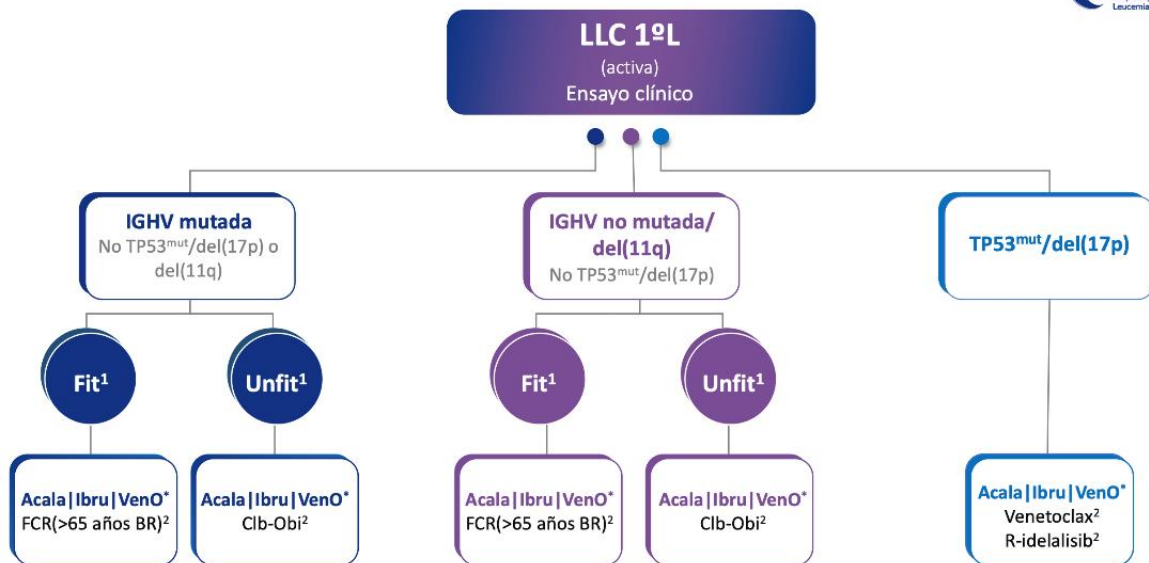 Leucemia
LLC 1ºL
(activa)
Ensayo clínico
IGHV mutada
No TP53ᵐᵘᵗ/del(17p) o
del(11q)
IGHV no mutada/
del(11q)
No TP53ᵐᵘᵗ/del(17p)
TP53ᵐᵘᵗ/del(17p)
Fit¹
Unfit¹
Fit¹
Unfit¹
Acala|Ibru|VenO*
FCR(>65 años BR)²
Acala|Ibru|VenO*
Clb-Obi²
Acala|Ibru|VenO*
FCR(>65 años BR)²
Acala|Ibru|VenO*
Clb-Obi²
Acala|Ibru|VenO*
Venetoclax²
R-idelalisib²